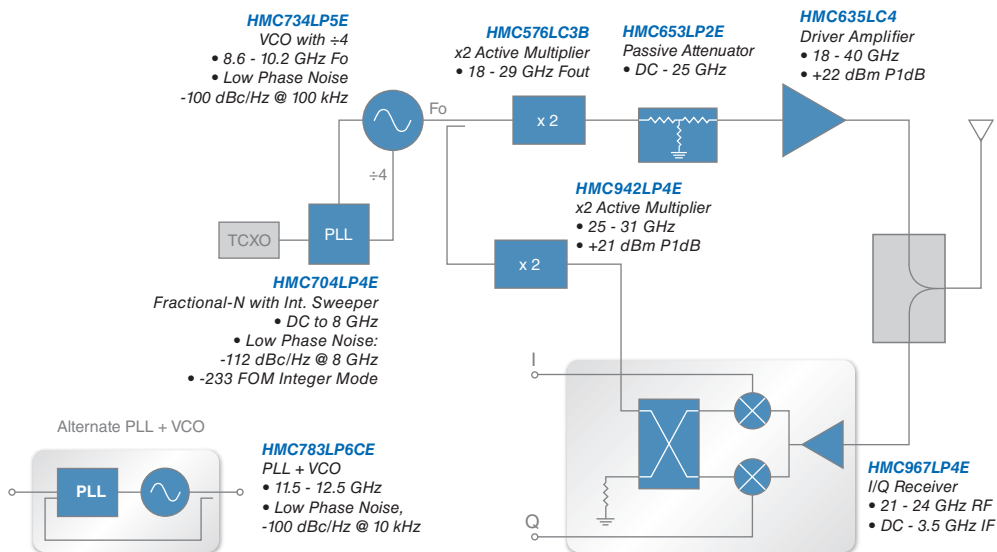 HMC734LP5E
VCO with ÷4
• 8.6 - 10.2 GHz Fo
• Low Phase Noise
-100 dBc/Hz @ 100 kHz
HMC576LC3B
x2 Active Multiplier
• 18 - 29 GHz Fout
HMC653LP2E
Passive Attenuator
• DC - 25 GHz
HMC635LC4
Driver Amplifier
• 18 - 40 GHz
• +22 dBm P1dB
Fo
x 2
÷4
TCXO
PLL
HMC942LP4E
x2 Active Multiplier
• 25 - 31 GHz
• +21 dBm P1dB
x 2
HMC704LP4E
Fractional-N with Int. Sweeper
• DC to 8 GHz
• Low Phase Noise:
-112 dBc/Hz @ 8 GHz
• -233 FOM Integer Mode
I
Q
HMC967LP4E
I/Q Receiver
• 21 - 24 GHz RF
• DC - 3.5 GHz IF
Alternate PLL + VCO
PLL
HMC783LP6CE
PLL + VCO
• 11.5 - 12.5 GHz
• Low Phase Noise,
-100 dBc/Hz @ 10 kHz